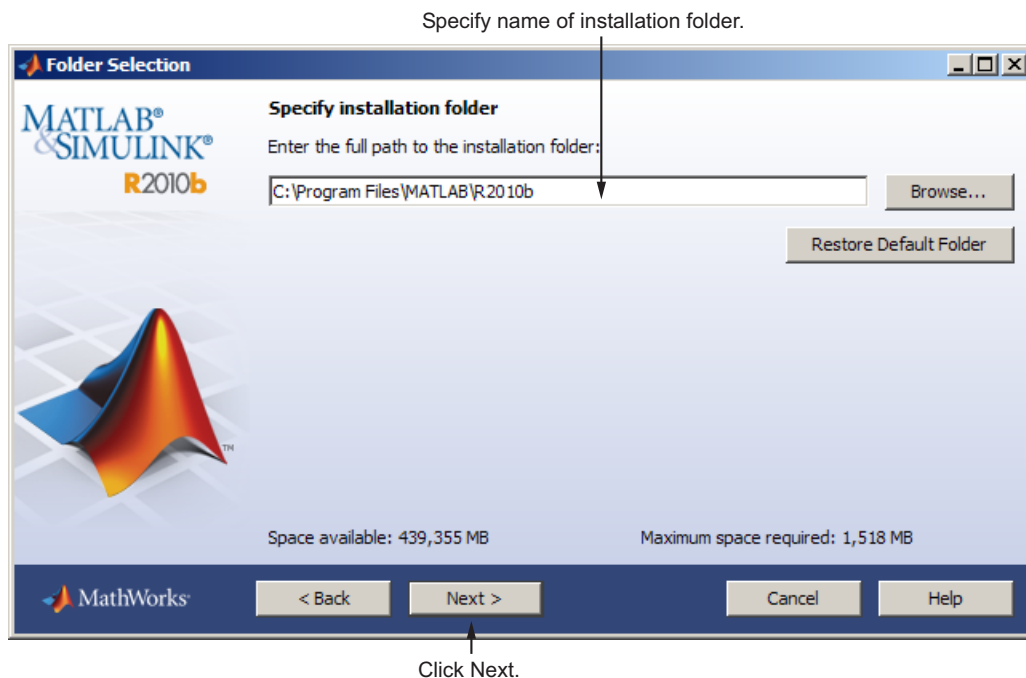 Specify name of installation folder.
Folder Selection
MATLAB®
&SIMULINK®
R2010b
Specify installation folder
Enter the full path to the installation folder:
C:\Program Files\MATLAB\R2010b
Browse...
Restore Default Folder
TM
Space available: 439,355 MB
Maximum space required: 1,518 MB
MathWorks
< Back
Next >
Cancel
Help
Click Next.